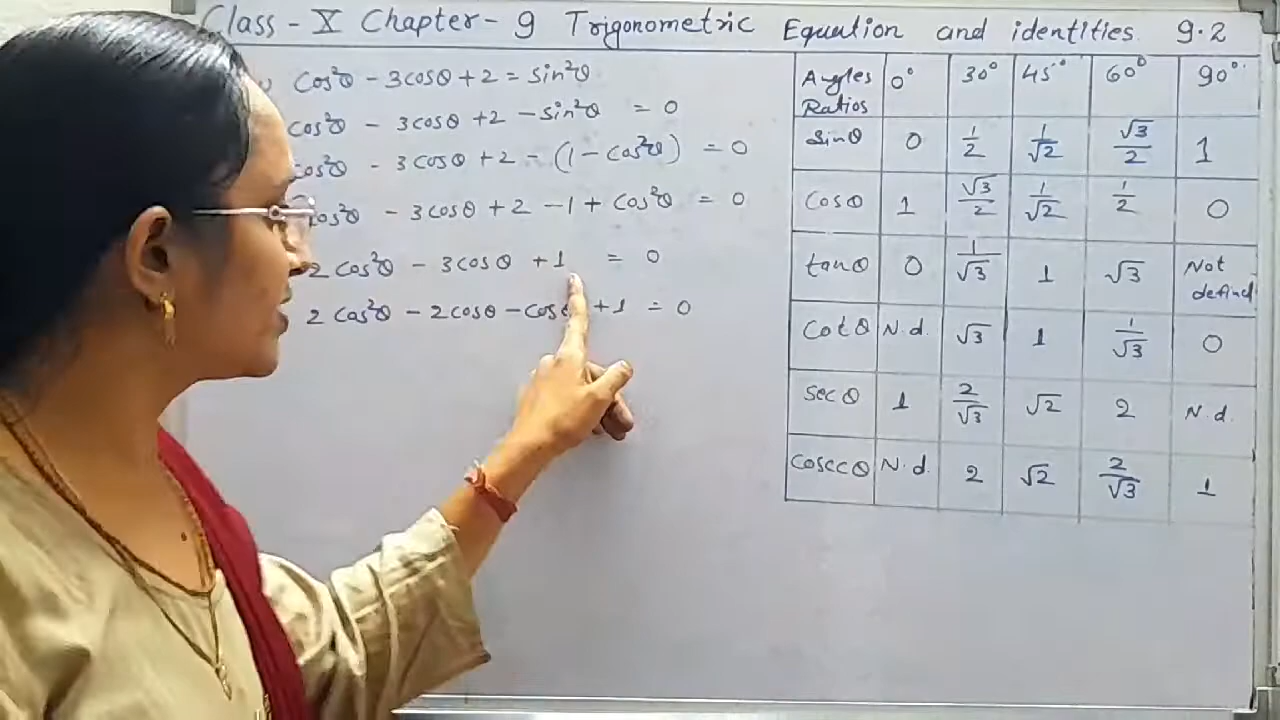 Class - X Chapter - 9 Trigonometric Equation and identities. 9.2
cos²θ - 3cosθ + 2 = sin²θ
cos²θ - 3cosθ + 2 - sin²θ = 0
cos²θ - 3cosθ + 2 - (1 - cos²θ) = 0
cos²θ - 3cosθ + 2 - 1 + cos²θ = 0
2cos²θ - 3cosθ + 1 = 0
2cos²θ - 2cosθ - cosθ + 1 = 0
Angles Ratios 0° 30° 45° 60° 90°
sinθ 0 1/2 1/√2 √3/2 1
Cosθ 1 √3/2 1/√2 1/2 0
tanθ 0 1/√3 1 √3 Not defined
Cotθ N.d. √3 1 1/√3 0
Secθ 1 2/√3 √2 2 N.d.
Cosecθ N.d. 2 √2 2/√3 1